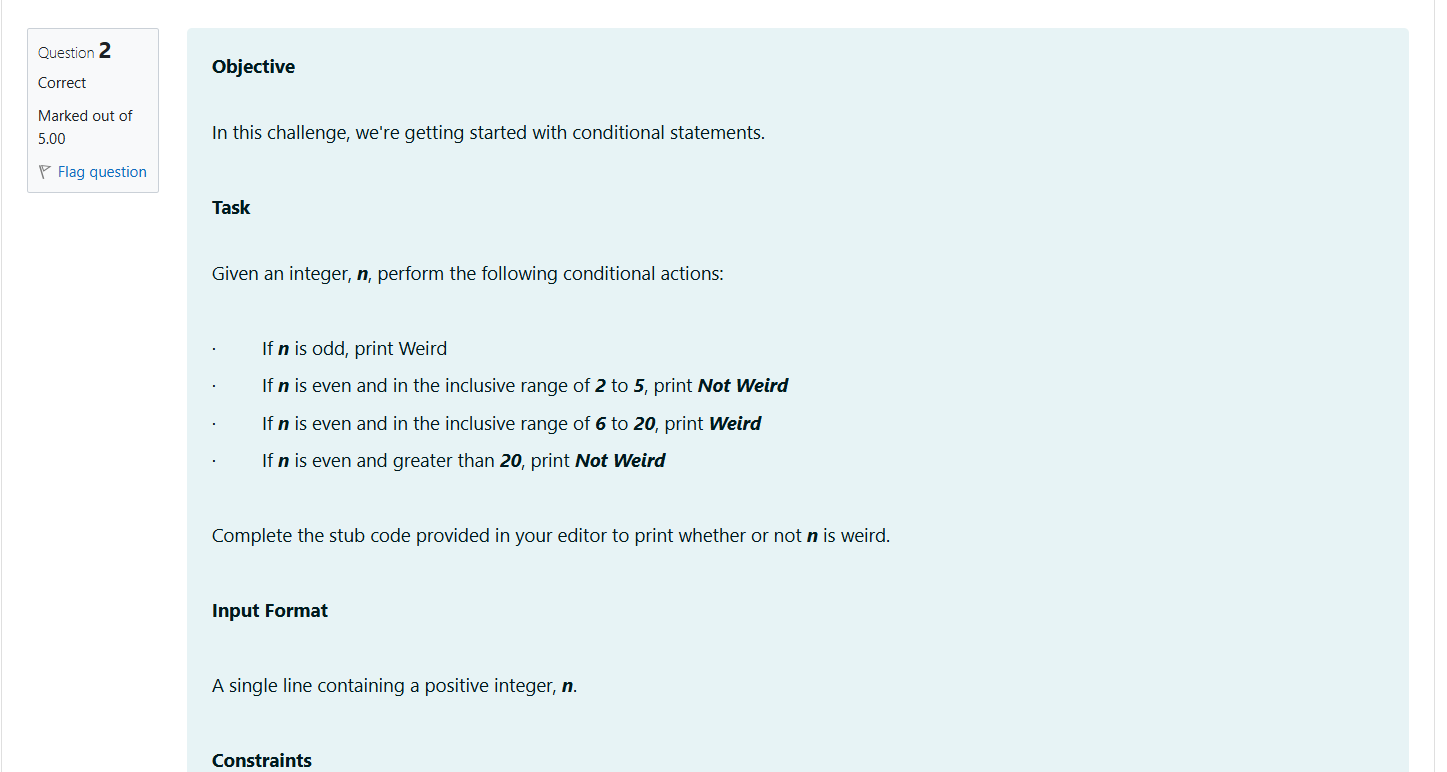 Question 2
Correct
Marked out of
5.00
Flag question
Objective
In this challenge, we're getting started with conditional statements.
Task
Given an integer, n, perform the following conditional actions:
· If n is odd, print Weird
· If n is even and in the inclusive range of 2 to 5, print Not Weird
· If n is even and in the inclusive range of 6 to 20, print Weird
· If n is even and greater than 20, print Not Weird
Complete the stub code provided in your editor to print whether or not n is weird.
Input Format
A single line containing a positive integer, n.
Constraints